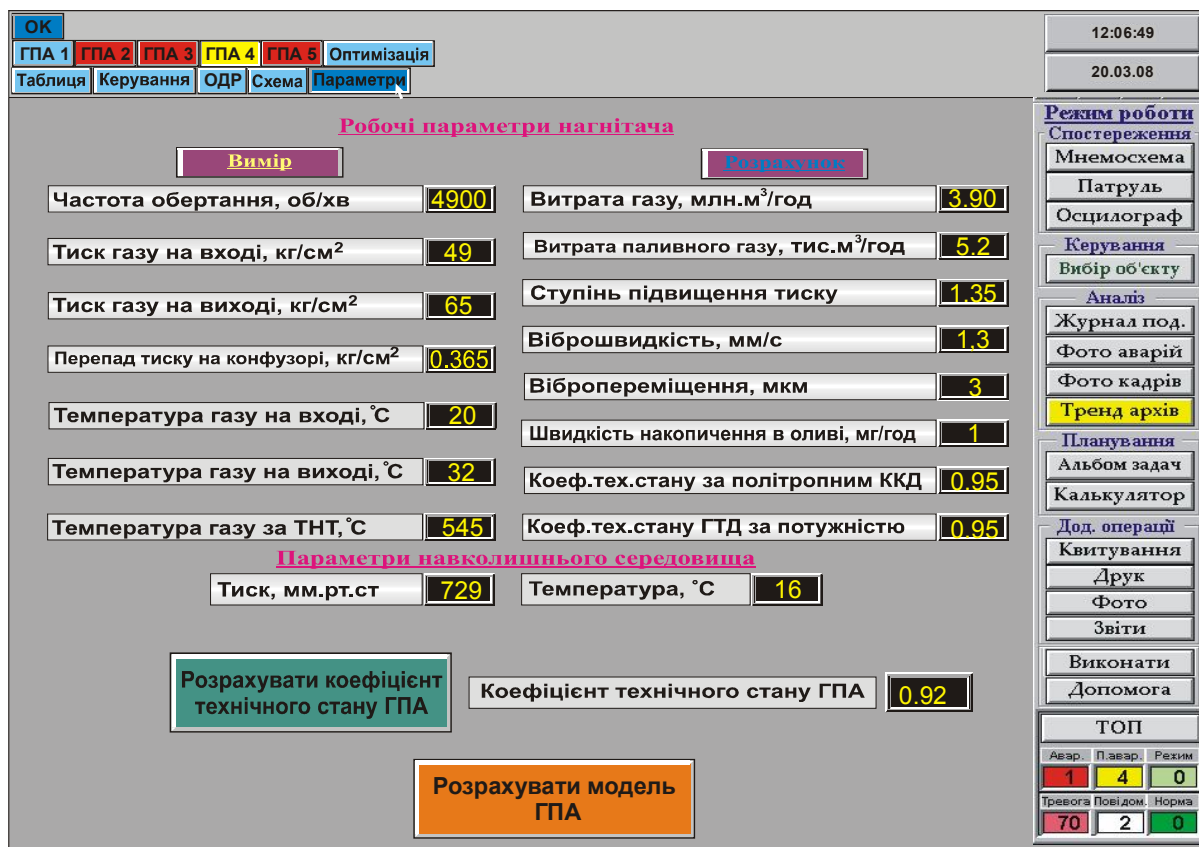 ОК
ГПА 1 ГПА 2 ГПА 3 ГПА 4 ГПА 5 Оптимізація
Таблиця Керування ОДР Схема Параметри
12:06:49
20.03.08
Робочі параметри нагнітача
Вимір
Розрахунок
Частота обертання, об/хв 4900
Тиск газу на вході, кг/см² 49
Тиск газу на виході, кг/см² 65
Перепад тиску на конфузорі, кг/см² 0.365
Температура газу на вході,°С 20
Температура газу на виході,°С 32
Температура газу за ТНТ,°С 545
Витрата газу, млн.м³/год 3.90
Витрата паливного газу, тис.м³/год 5.2
Ступінь підвищення тиску 1.35
Віброшвидкість, мм/с 1,3
Вібропереміщення, мкм 3
Швидкість накопичення в оливі, мг/год 1
Коеф.тех.стану за політропним ККД 0.95
Коеф.тех.стану ГТД за потужністю 0.95
Параметри навколишнього середовища
Тиск, мм.рт.ст 729 Температура, °С 16
Розрахувати коефіцієнт
технічного стану ГПА
Коефіцієнт технічного стану ГПА 0.92
Розрахувати модель
ГПА
Режим роботи
Спостереження
Мнемосхема
Патруль
Осцилограф
Керування
Вибір об'єкту
Аналіз
Журнал под.
Фото аварій
Фото кадрів
Тренд архів
Планування
Альбом задач
Калькулятор
Дод. операції
Квитування
Друк
Фото
Звіти
Виконати
Допомога
ТОП
Авар. П.авар. Режим
1 4 0
Тревога Повідом. Норма
70 2 0